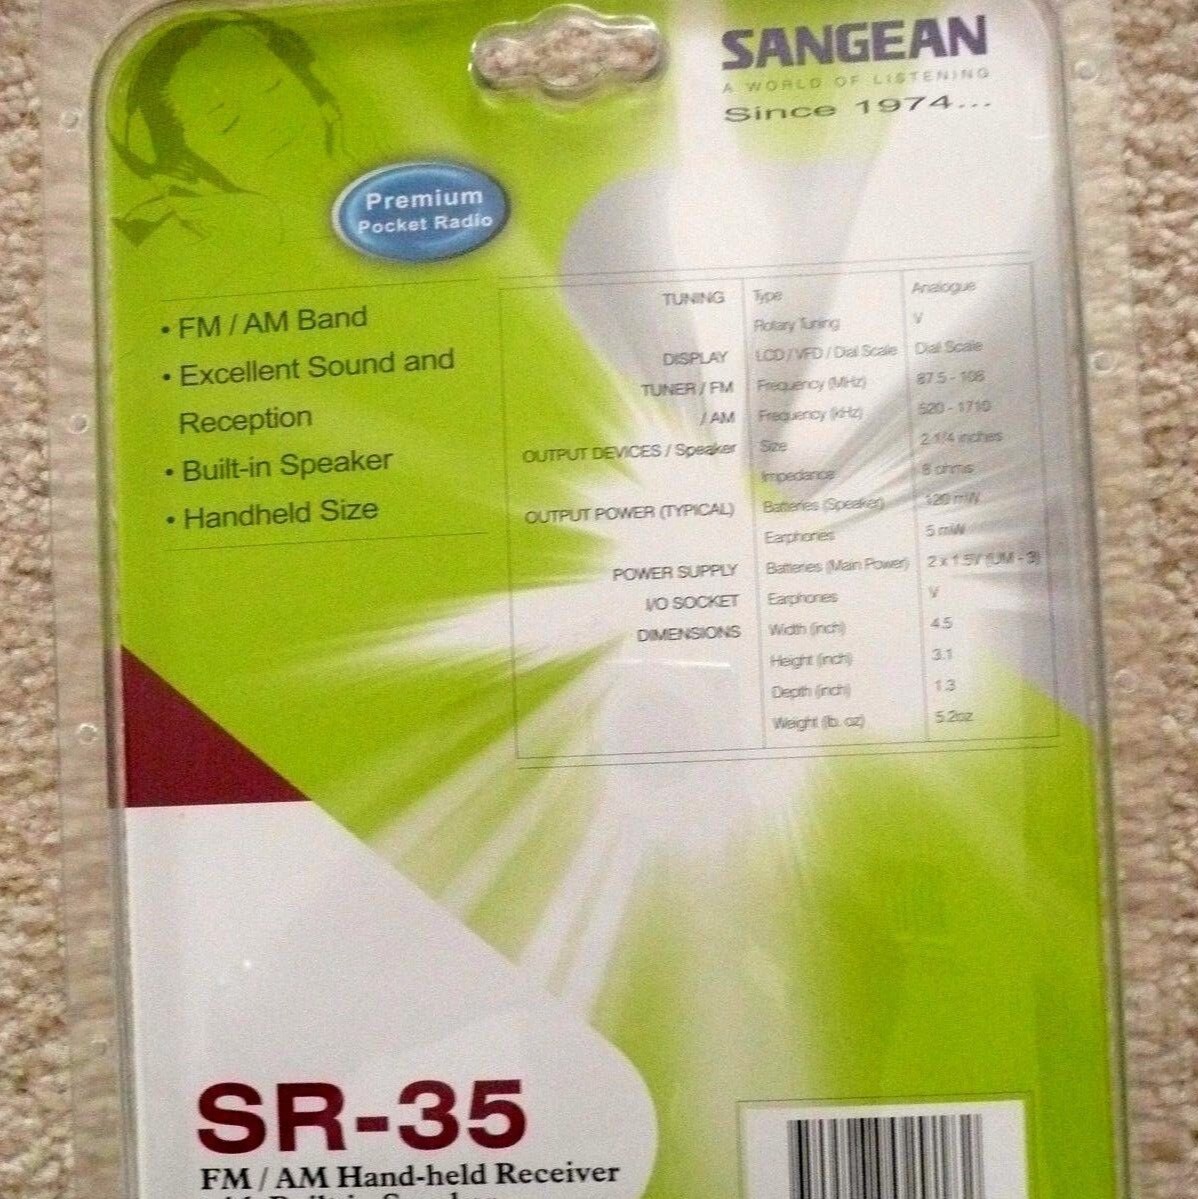 SANGEAN
A WORLD OF LISTENING
Since 1974...
Premium
Pocket Radio
• FM / AM Band
• Excellent Sound and
Reception
• Built-in Speaker
• Handheld Size
TUNING Type Analogue
Rotary Tuning V
DISPLAY LCD / VFD / Dial Scale Dial Scale
TUNER / FM Frequency (MHz) 87.5 - 108
/ AM Frequency (kHz) 520 - 1710
OUTPUT DEVICES / Speaker Size 2 1/4 inches
Impedance 8 ohms
OUTPUT POWER (TYPICAL) Batteries (Speaker) 120 mW
Earphones 5 mW
POWER SUPPLY Batteries (Main Power) 2 x 1.5V (UM - 3)
I/O SOCKET Earphones V
DIMENSIONS Width (inch) 4.5
Height (inch) 3.1
Depth (inch) 1.3
Weight (lb. oz) 5.2oz
SR-35
FM / AM Hand-held Receiver